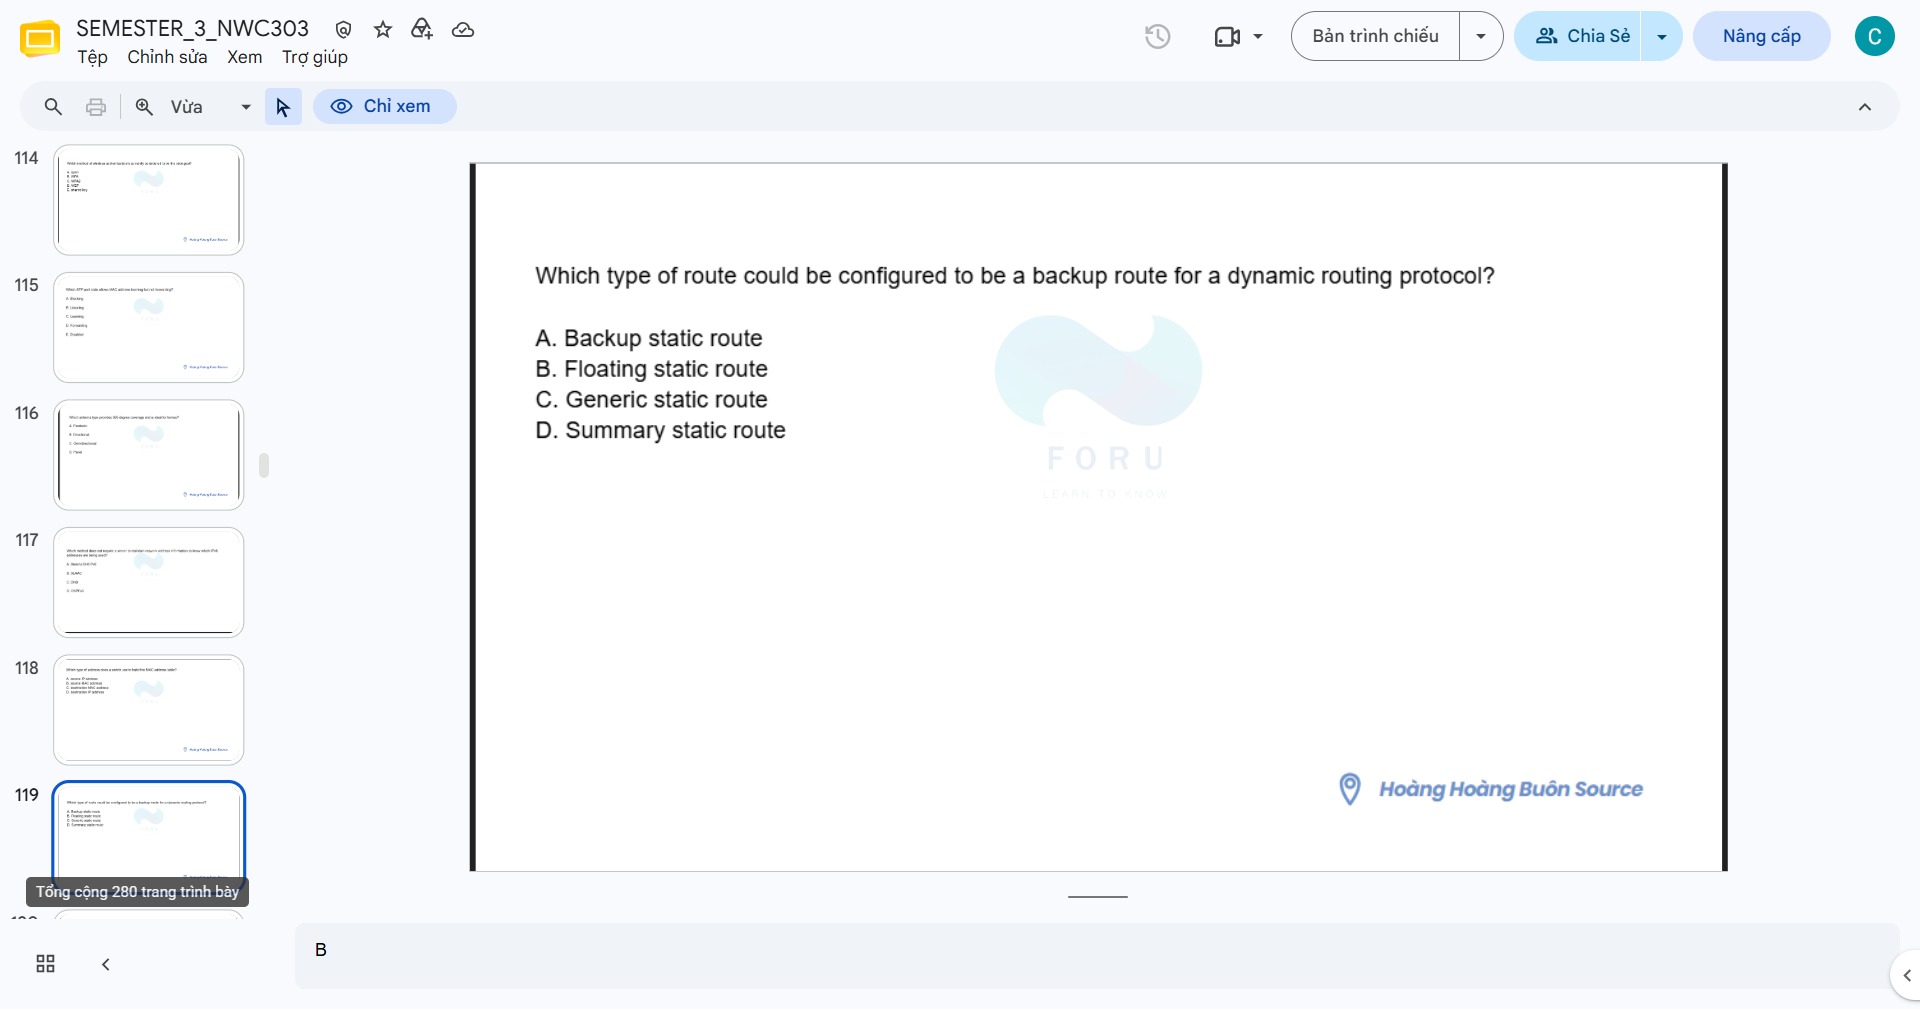 SEMESTER_3_NWC303
Tệp Chỉnh sửa Xem Trợ giúp
Bản trình chiếu
Chia Sẻ
Nâng cấp
C
Vừa
Chỉ xem
114
115
116
117
118
119
Tổng cộng 280 trang trình bày
Which type of route could be configured to be a backup route for a dynamic routing protocol?
A. Backup static route
B. Floating static route
C. Generic static route
D. Summary static route
FORU
LEARN TO KNOW
Hoàng Hoàng Buôn Source
B